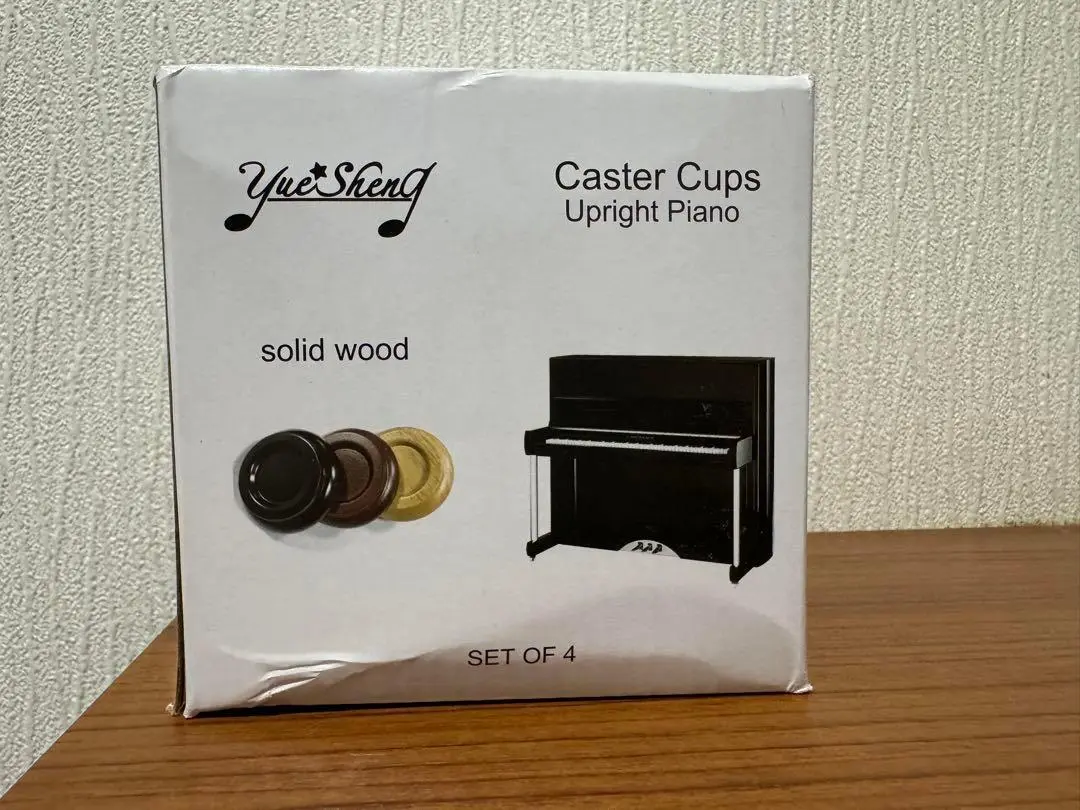 YueSheng
Caster Cups
Upright Piano
solid wood
SET OF 4